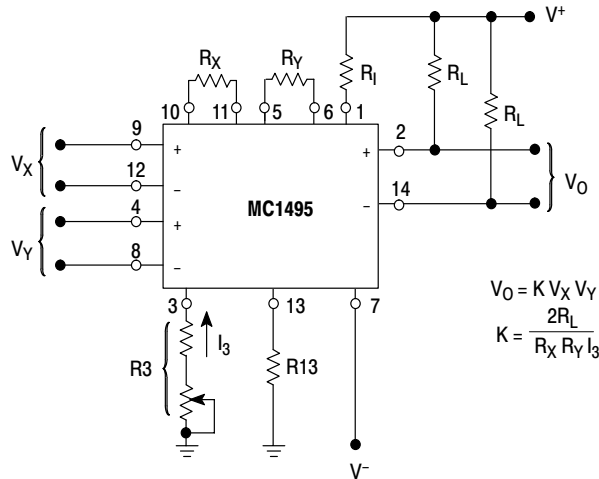 V+
RX
RY
RI
RL
RL
10
11
5
6
1
9
+
2
+
VX
12
−
14
−
VO
4
+
MC1495
VY
8
−
3
13
7
VO = K VX VY
K = 2RL / RX RY I3
I3
R3
R13
V−